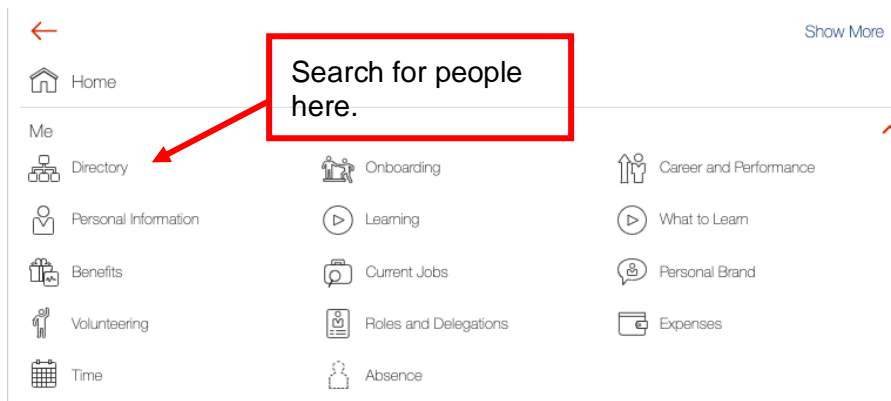 Show More
Home
Search for people
here.
Me
Directory
Onboarding
Career and Performance
Personal Information
Learning
What to Learn
Benefits
Current Jobs
Personal Brand
Volunteering
Roles and Delegations
Expenses
Time
Absence